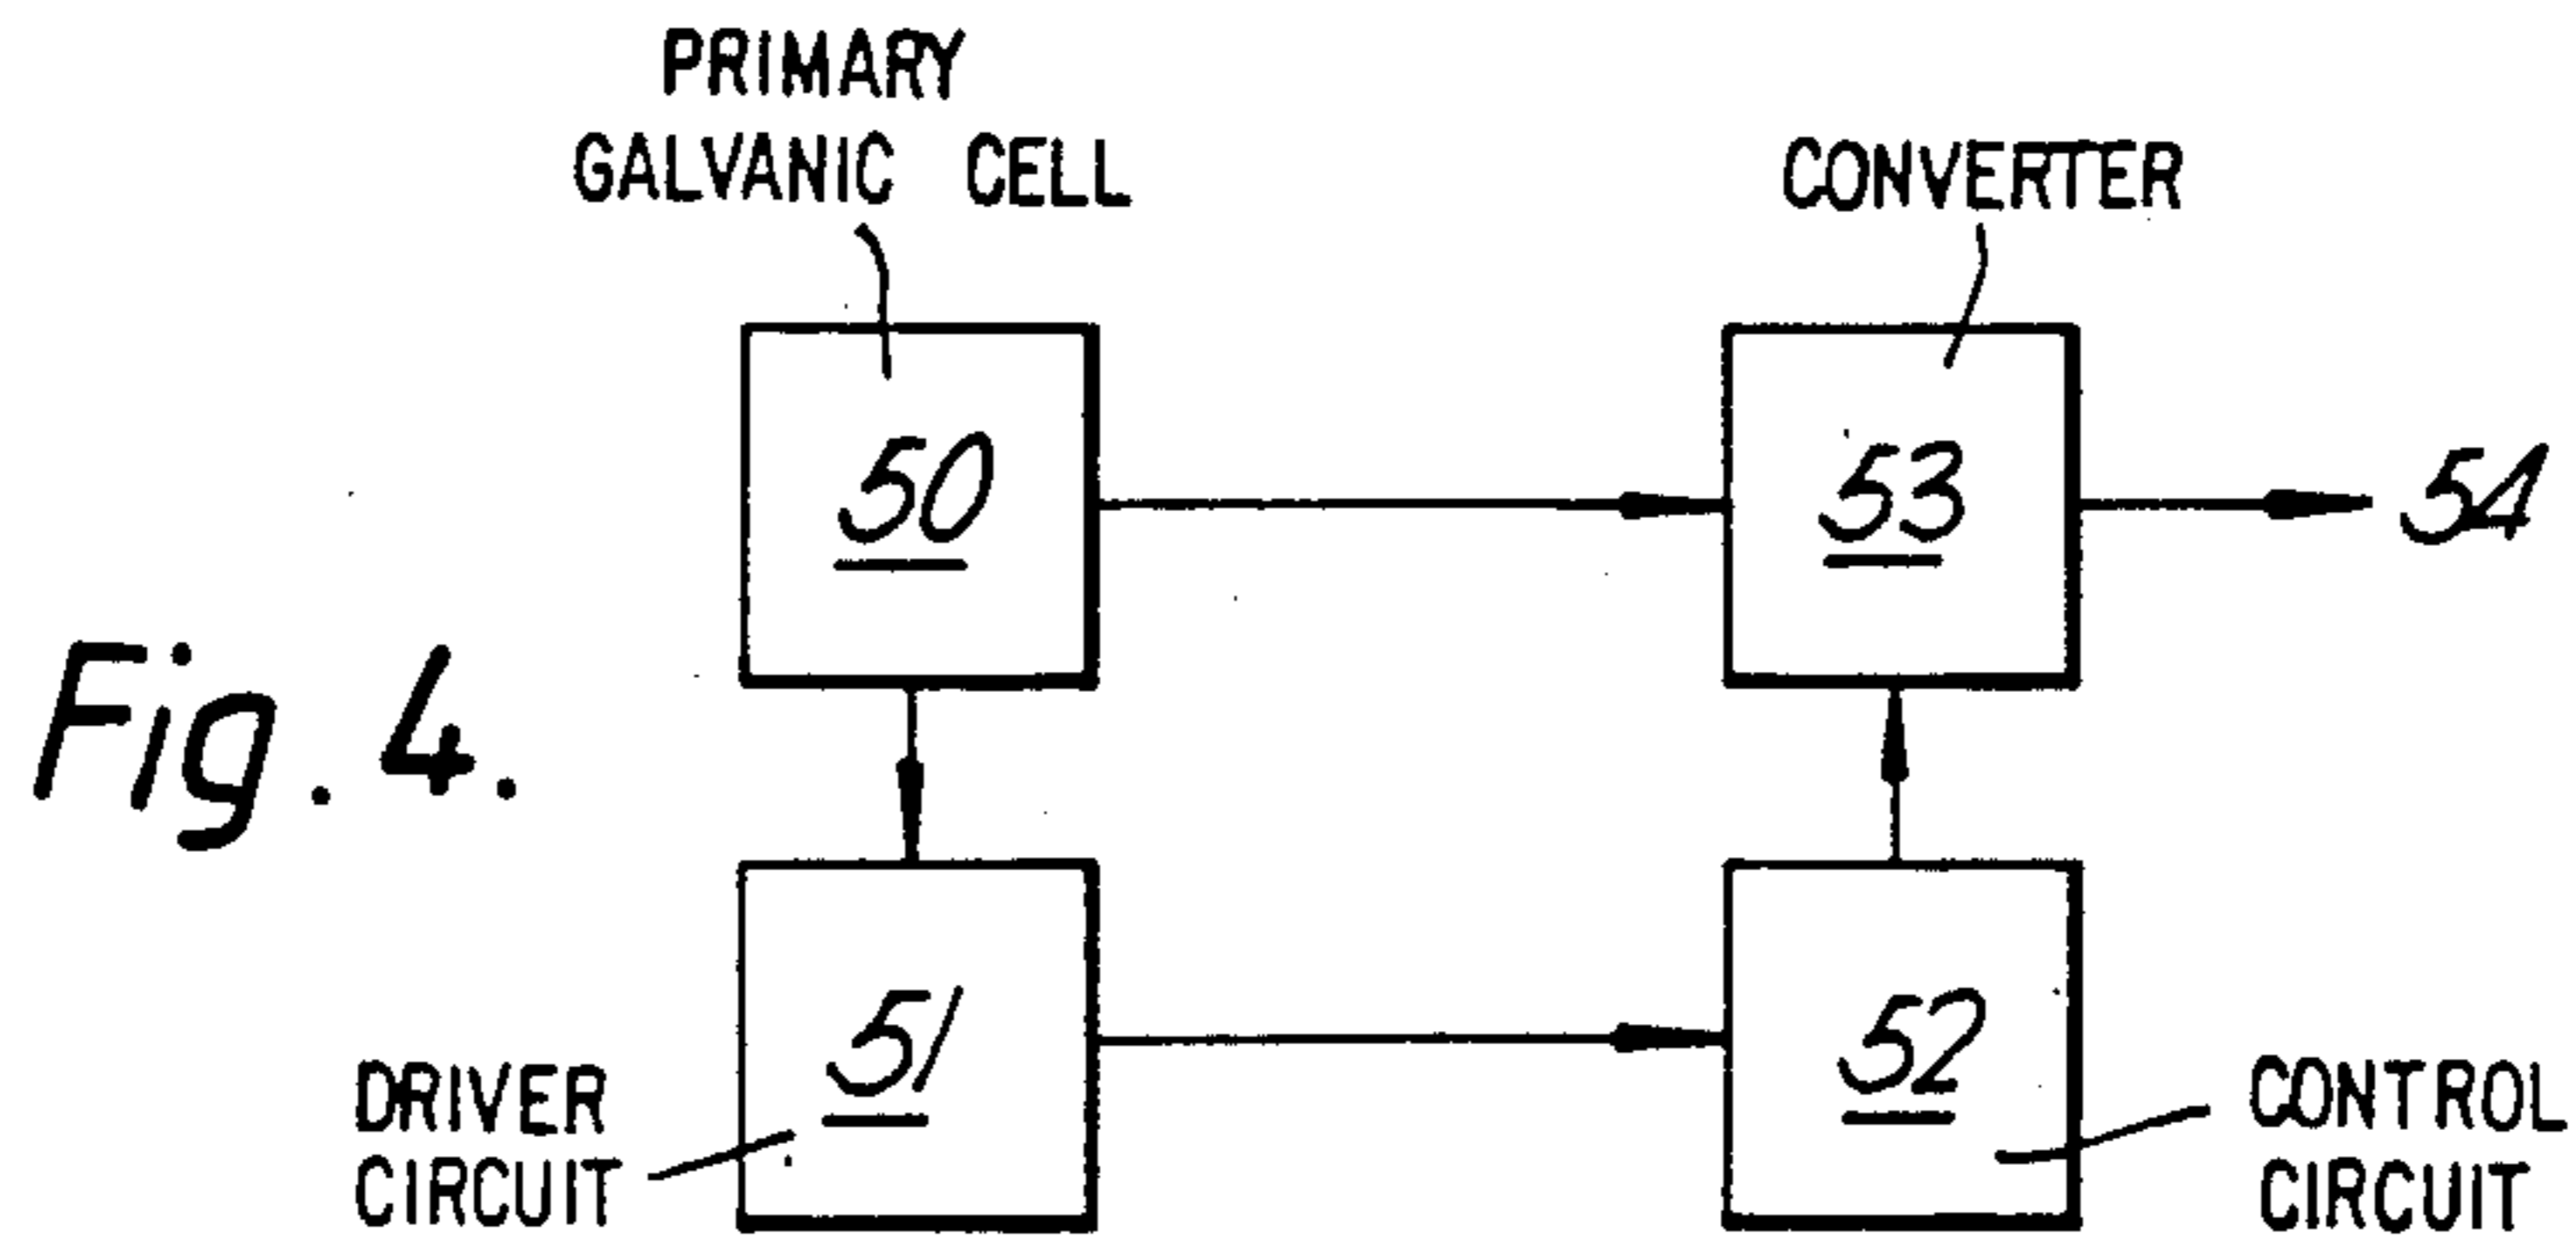 PRIMARY
GALVANIC CELL
CONVERTER
50
53
54
Fig. 4.
51
52
DRIVER
CIRCUIT
CONTROL
CIRCUIT